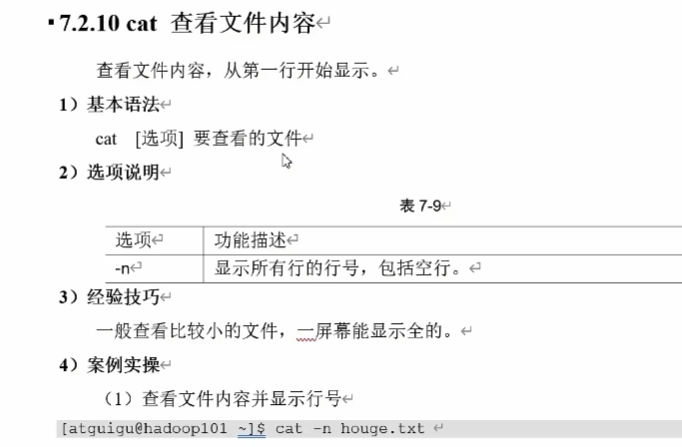 7.2.10 cat 查看文件内容
查看文件内容，从第一行开始显示。
1）基本语法
cat [选项] 要查看的文件
2）选项说明
表 7-9
选项 功能描述
-n 显示所有行的行号，包括空行。
3）经验技巧
一般查看比较小的文件，一屏幕能显示全的。
4）案例实操
（1）查看文件内容并显示行号
[atguigu@hadoop101 ~]$ cat -n houge.txt